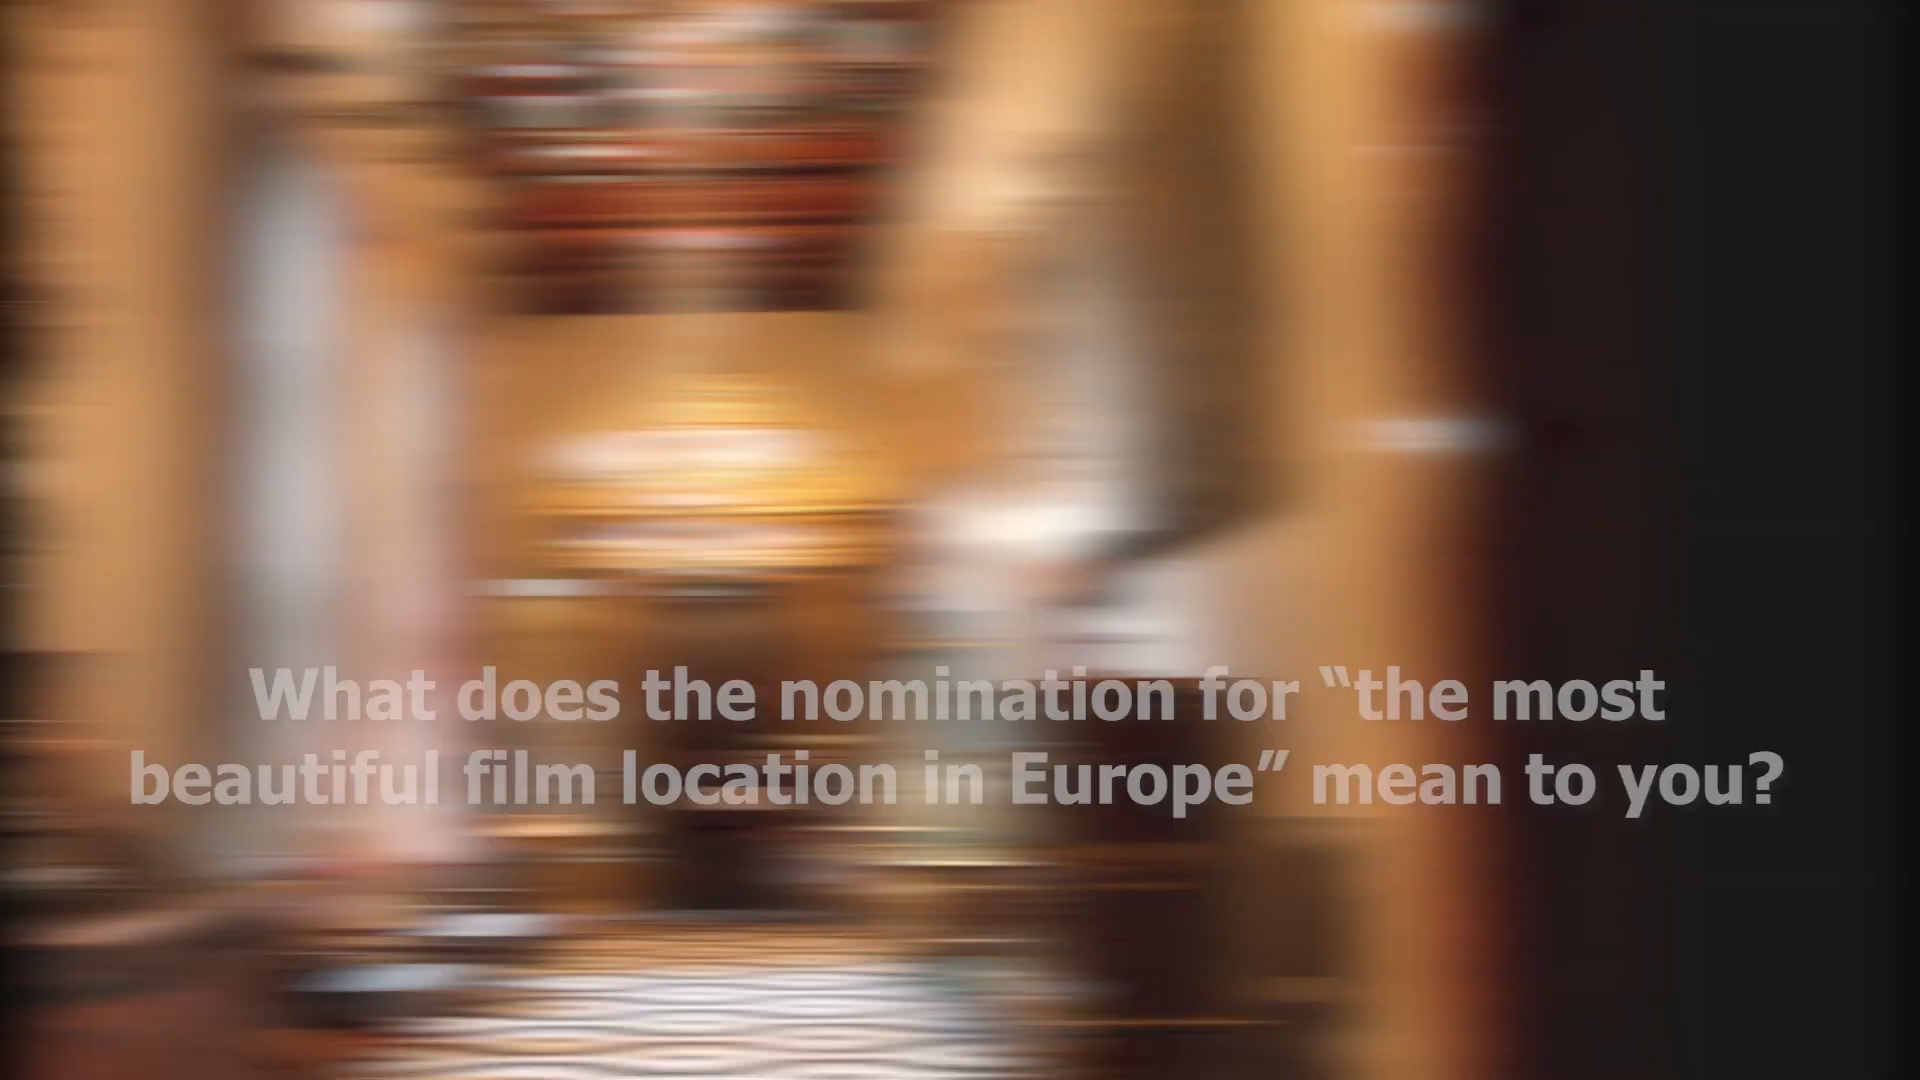 What does the nomination for “the most
beautiful film location in Europe” mean to you?